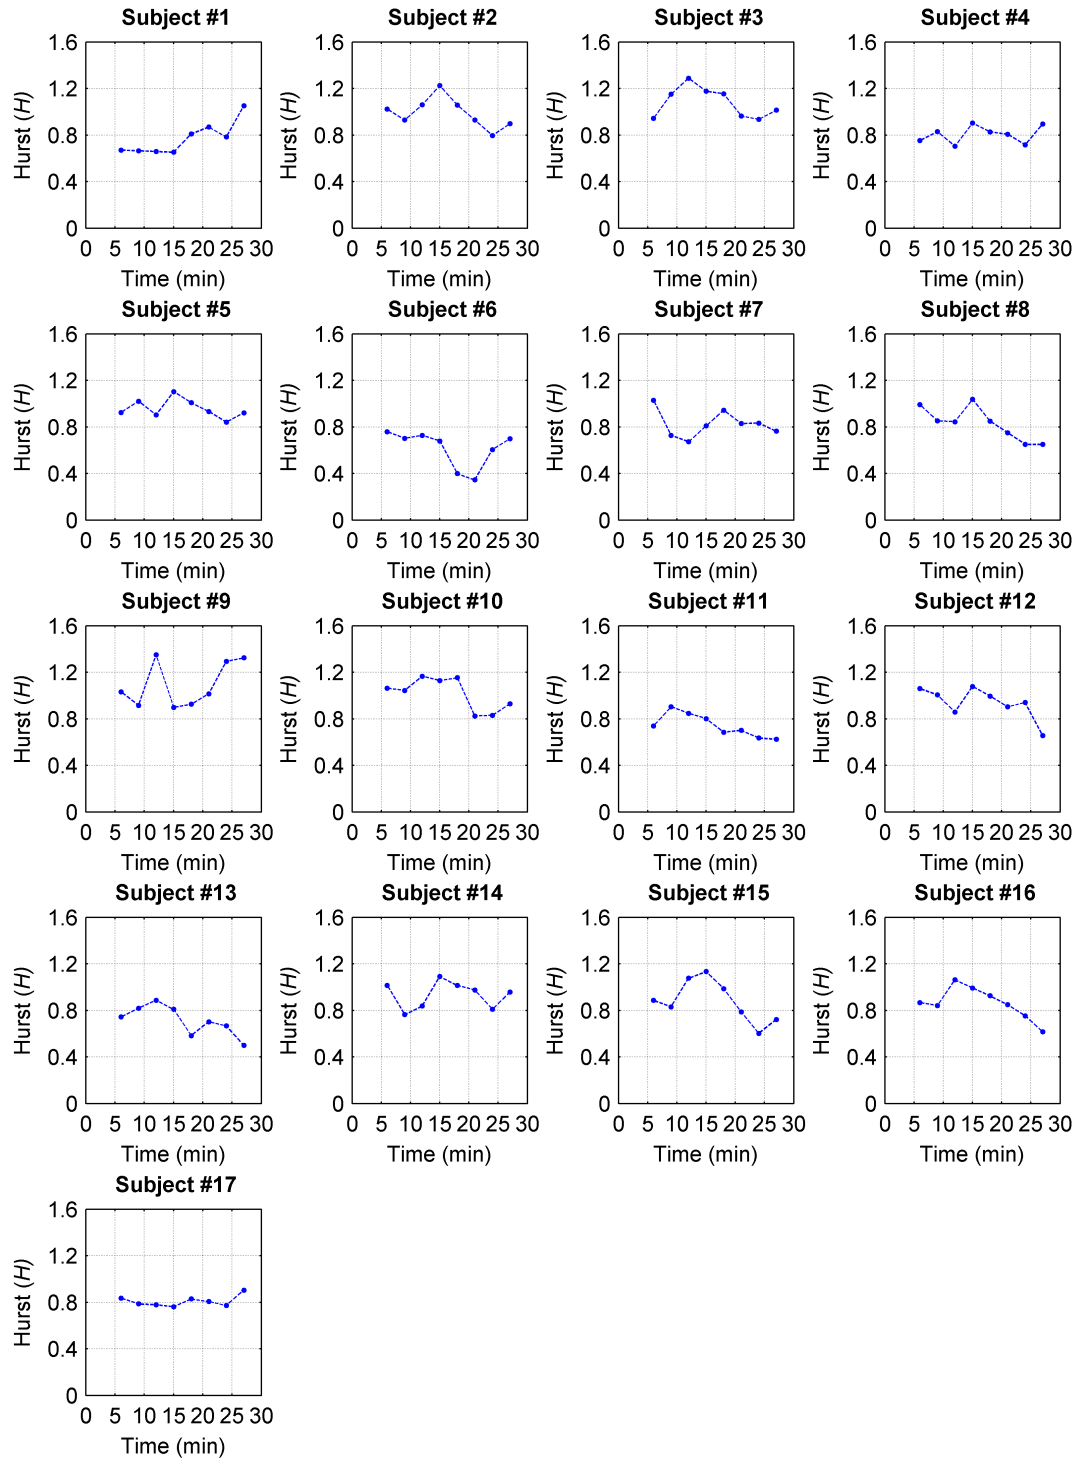 Subject #1 Subject #2 Subject #3 Subject #4
1.6 1.6 1.6 1.6
1.2 1.2 1.2 1.2
0.8 0.8 0.8 0.8
0.4 0.4 0.4 0.4
0 0 0 0
Hurst (H) Hurst (H) Hurst (H) Hurst (H)
0 5 10 15 20 25 30 0 5 10 15 20 25 30 0 5 10 15 20 25 30 0 5 10 15 20 25 30
Time (min) Time (min) Time (min) Time (min)
Subject #5 Subject #6 Subject #7 Subject #8
1.6 1.6 1.6 1.6
1.2 1.2 1.2 1.2
0.8 0.8 0.8 0.8
0.4 0.4 0.4 0.4
0 0 0 0
Hurst (H) Hurst (H) Hurst (H) Hurst (H)
0 5 10 15 20 25 30 0 5 10 15 20 25 30 0 5 10 15 20 25 30 0 5 10 15 20 25 30
Time (min) Time (min) Time (min) Time (min)
Subject #9 Subject #10 Subject #11 Subject #12
1.6 1.6 1.6 1.6
1.2 1.2 1.2 1.2
0.8 0.8 0.8 0.8
0.4 0.4 0.4 0.4
0 0 0 0
Hurst (H) Hurst (H) Hurst (H) Hurst (H)
0 5 10 15 20 25 30 0 5 10 15 20 25 30 0 5 10 15 20 25 30 0 5 10 15 20 25 30
Time (min) Time (min) Time (min) Time (min)
Subject #13 Subject #14 Subject #15 Subject #16
1.6 1.6 1.6 1.6
1.2 1.2 1.2 1.2
0.8 0.8 0.8 0.8
0.4 0.4 0.4 0.4
0 0 0 0
Hurst (H) Hurst (H) Hurst (H) Hurst (H)
0 5 10 15 20 25 30 0 5 10 15 20 25 30 0 5 10 15 20 25 30 0 5 10 15 20 25 30
Time (min) Time (min) Time (min) Time (min)
Subject #17
1.6
1.2
0.8
0.4
0
Hurst (H)
0 5 10 15 20 25 30
Time (min)